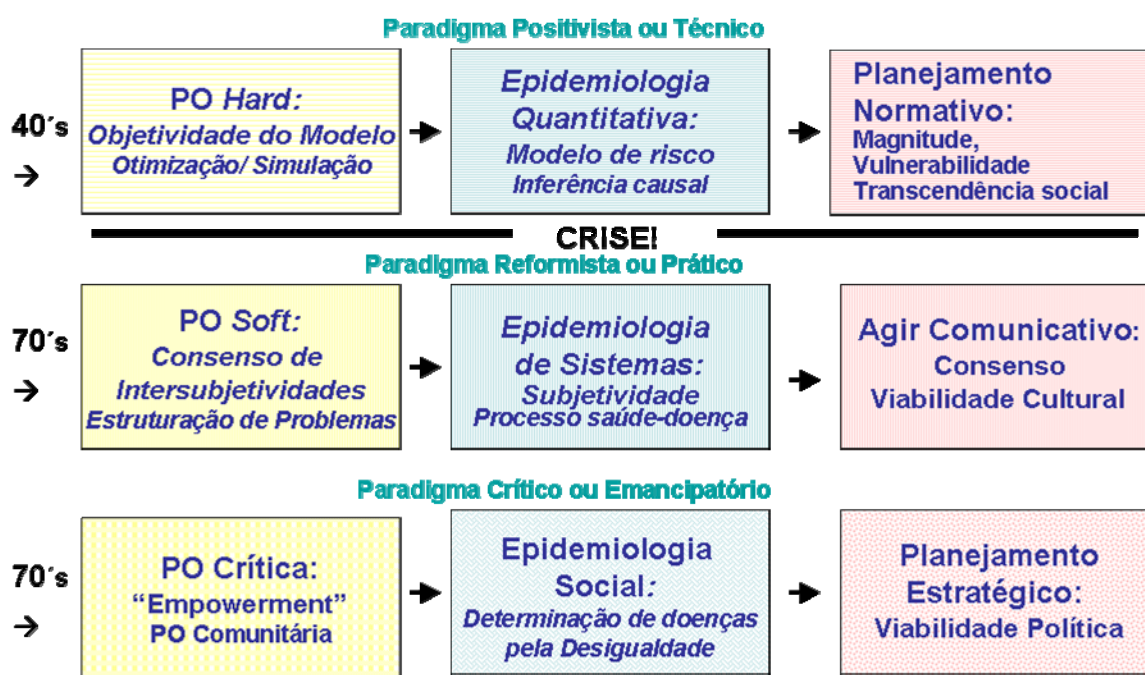 Paradigma Positivista ou Técnico
40´s
→
PO Hard:
Objetividade do Modelo
Otimização/ Simulação
→
Epidemiologia
Quantitativa:
Modelo de risco
Inferência causal
→
Planejamento
Normativo:
Magnitude,
Vulnerabilidade
Transcendência social
CRISE!
Paradigma Reformista ou Prático
70´s
→
PO Soft:
Consenso de
Intersubjetividades
Estruturação de Problemas
→
Epidemiologia
de Sistemas:
Subjetividade
Processo saúde-doença
→
Agir Comunicativo:
Consenso
Viabilidade Cultural
Paradigma Crítico ou Emancipatório
70´s
→
PO Crítica:
“Empowerment”
PO Comunitária
→
Epidemiologia
Social:
Determinação de doenças
pela Desigualdade
→
Planejamento
Estratégico:
Viabilidade Política